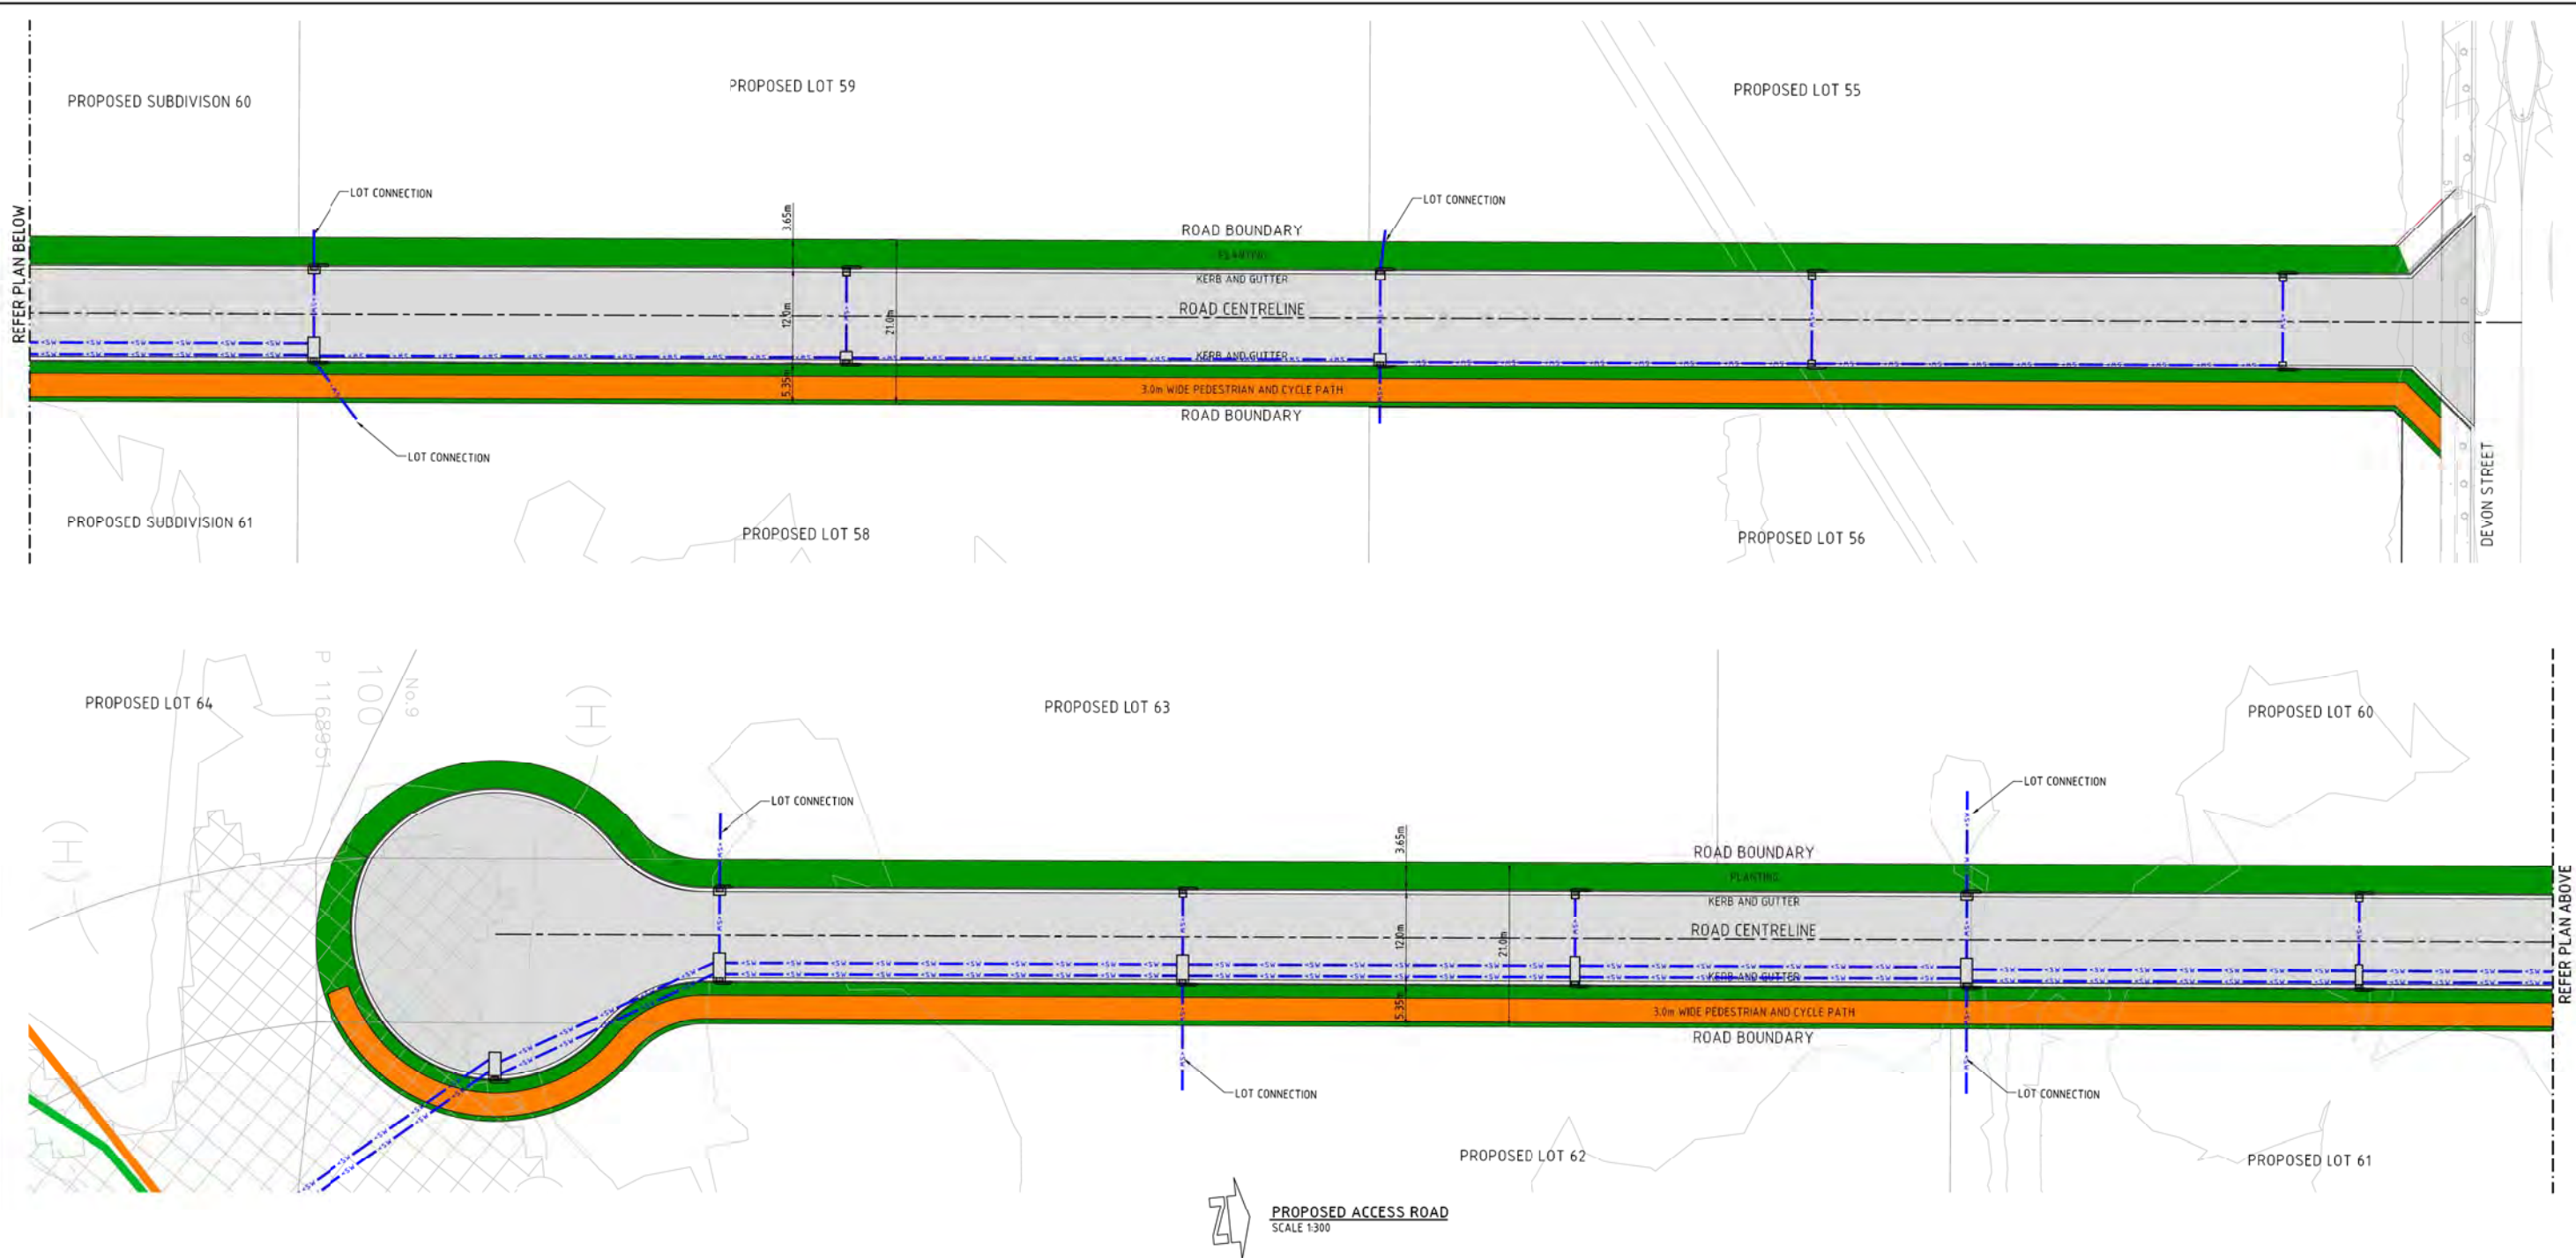 PROPOSED SUBDIVISON 60
PROPOSED LOT 59
PROPOSED LOT 55
REFER PLAN BELOW
LOT CONNECTION
LOT CONNECTION
3.65m
ROAD BOUNDARY
PLANTING
KERB AND GUTTER
12.0m
21.0m
ROAD CENTRELINE
KERB AND GUTTER
5.35m
3.0m WIDE PEDESTRIAN AND CYCLE PATH
ROAD BOUNDARY
LOT CONNECTION
DEVON STREET
PROPOSED SUBDIVISION 61
PROPOSED LOT 58
PROPOSED LOT 56
PROPOSED LOT 64
P 1168951
100
No.9
(H)
PROPOSED LOT 63
PROPOSED LOT 60
(H)
LOT CONNECTION
LOT CONNECTION
3.65m
ROAD BOUNDARY
REFER PLAN ABOVE
PLANTING
KERB AND GUTTER
12.0m
21.0m
ROAD CENTRELINE
KERB AND GUTTER
5.35m
3.0m WIDE PEDESTRIAN AND CYCLE PATH
ROAD BOUNDARY
LOT CONNECTION
LOT CONNECTION
PROPOSED LOT 62
PROPOSED LOT 61
N
PROPOSED ACCESS ROAD
SCALE 1:300